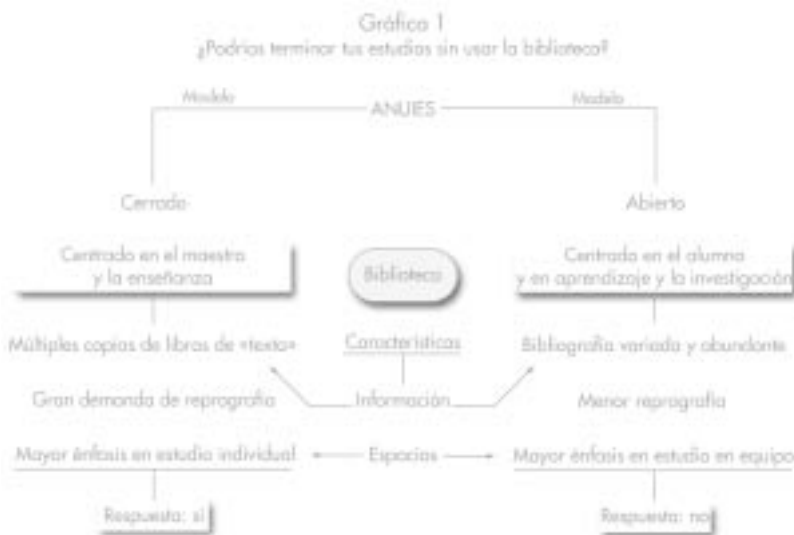 Gráfica 1
¿Podrías terminar tus estudios sin usar la biblioteca?
Modelo ANUIES Modelo
Cerrado Abierto
Centrado en el maestro
y la enseñanza
Biblioteca
Centrado en el alumno
y en aprendizaje y la investigación
Múltiples copias de libros de «texto» Características Bibliografía variada y abundante
Gran demanda de reprografía Información Menor reprografía
Mayor énfasis en estudio individual Espacios Mayor énfasis en estudio en equipo
Respuesta: sí Respuesta: no